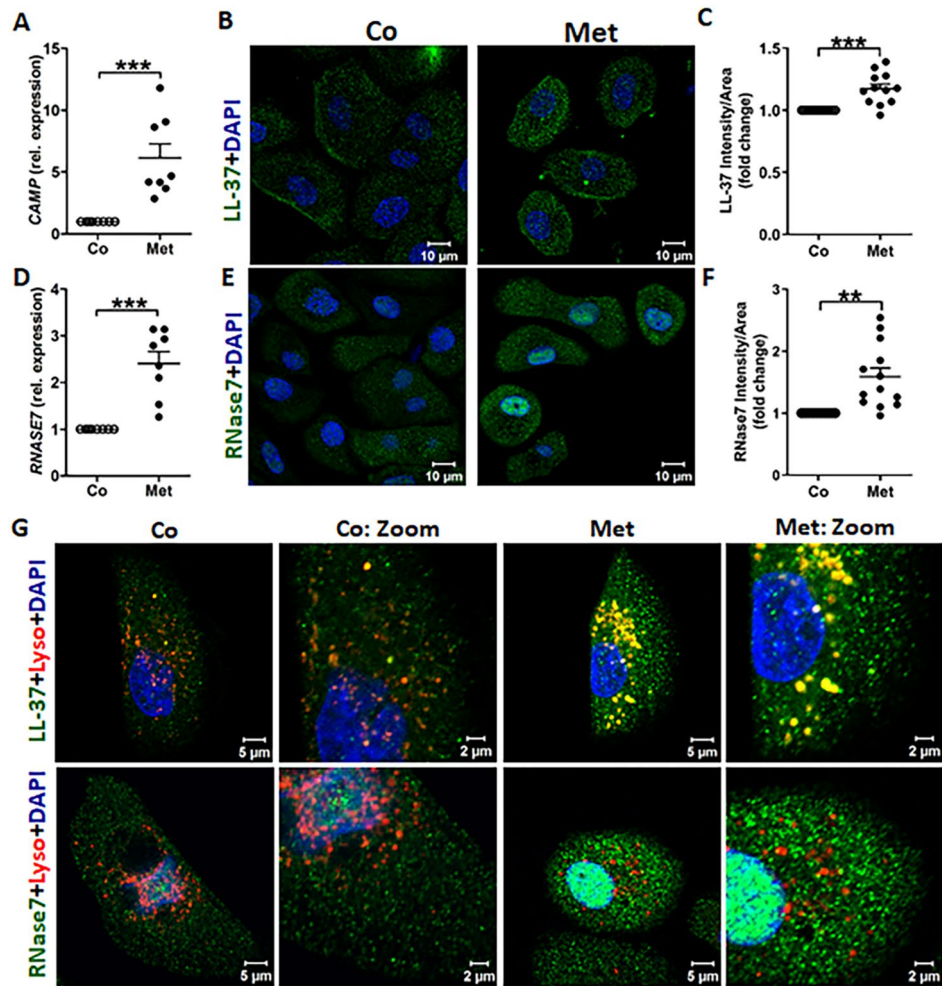 A
CAMP (rel. expression)
15
10
5
0
***
Co
Met
B
Co
Met
LL-37+DAPI
10 µm
10 µm
C
LL-37 Intensity/Area
(fold change)
1.5
1.0
0.5
0.0
***
Co
Met
D
RNASE7 (rel. expression)
4
3
2
1
0
***
Co
Met
E
RNase7+DAPI
10 µm
10 µm
F
RNase7 Intensity/Area
(fold change)
3
2
1
0
**
Co
Met
G
Co
Co: Zoom
Met
Met: Zoom
LL-37+Lyso+DAPI
5 µm
2 µm
5 µm
2 µm
RNase7+Lyso+DAPI
5 µm
2 µm
5 µm
2 µm